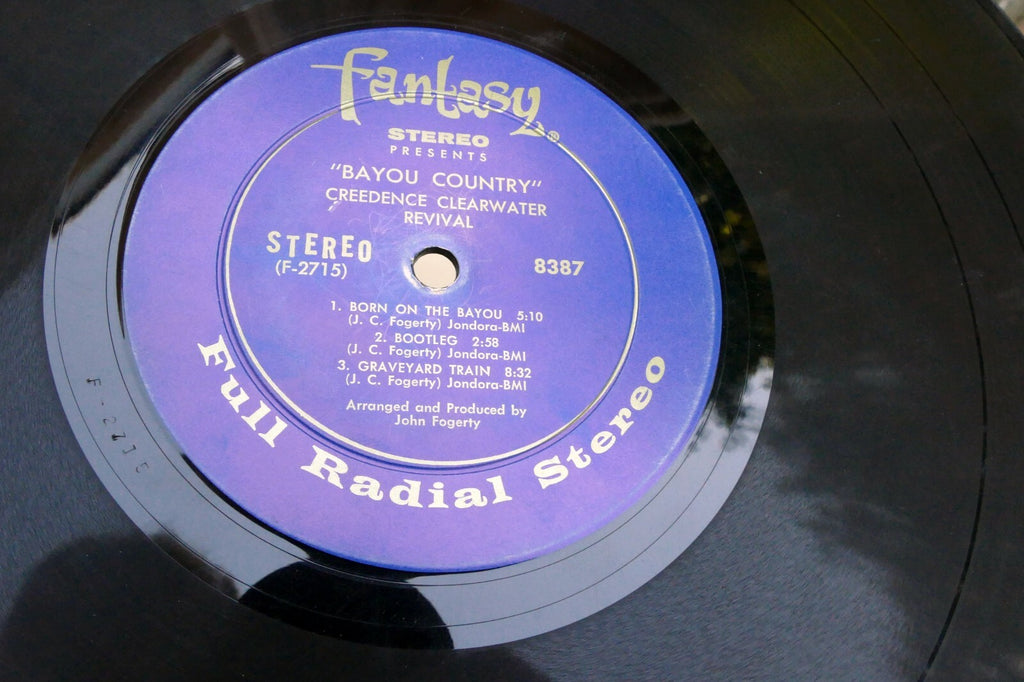 fantasy®
STEREO
PRESENTS
"BAYOU COUNTRY"
CREEDENCE CLEARWATER
REVIVAL
STEREO
(F-2715)
8387
1. BORN ON THE BAYOU 5:10
(J. C. Fogerty) Jondora-BMI
2. BOOTLEG 2:58
(J. C. Fogerty) Jondora-BMI
3. GRAVEYARD TRAIN 8:32
(J. C. Fogerty) Jondora-BMI
Arranged and Produced by
John Fogerty
Full Radial Stereo
F-2715